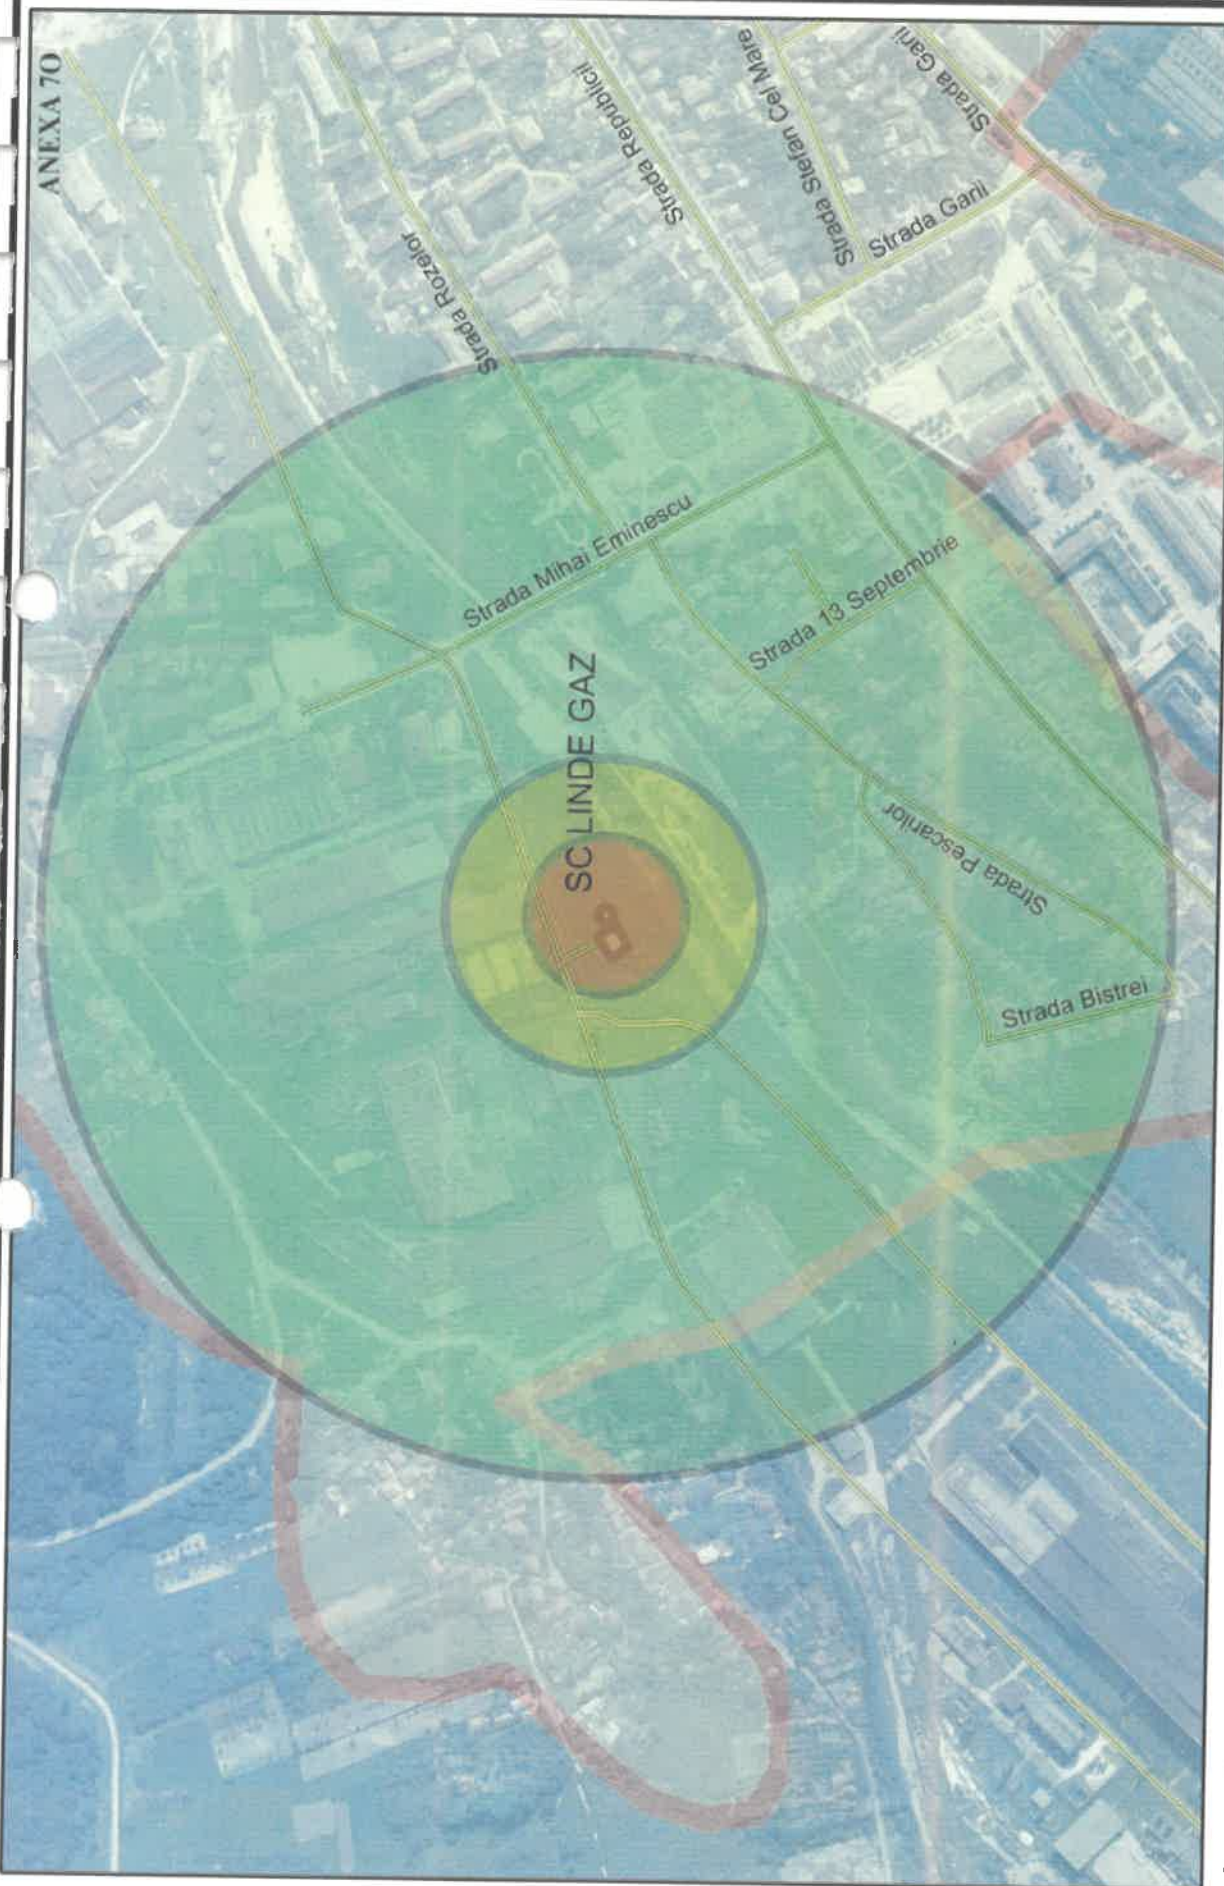 ANEXA 7O
Strada Rozelor
Strada Republicii
Strada Stefan Cel Mare
Strada Garii
Strada Garii
Strada Mihai Eminescu
Strada 13 Septembrie
SC LINDE GAZ
Strada Pescarilor
Strada Bistrei